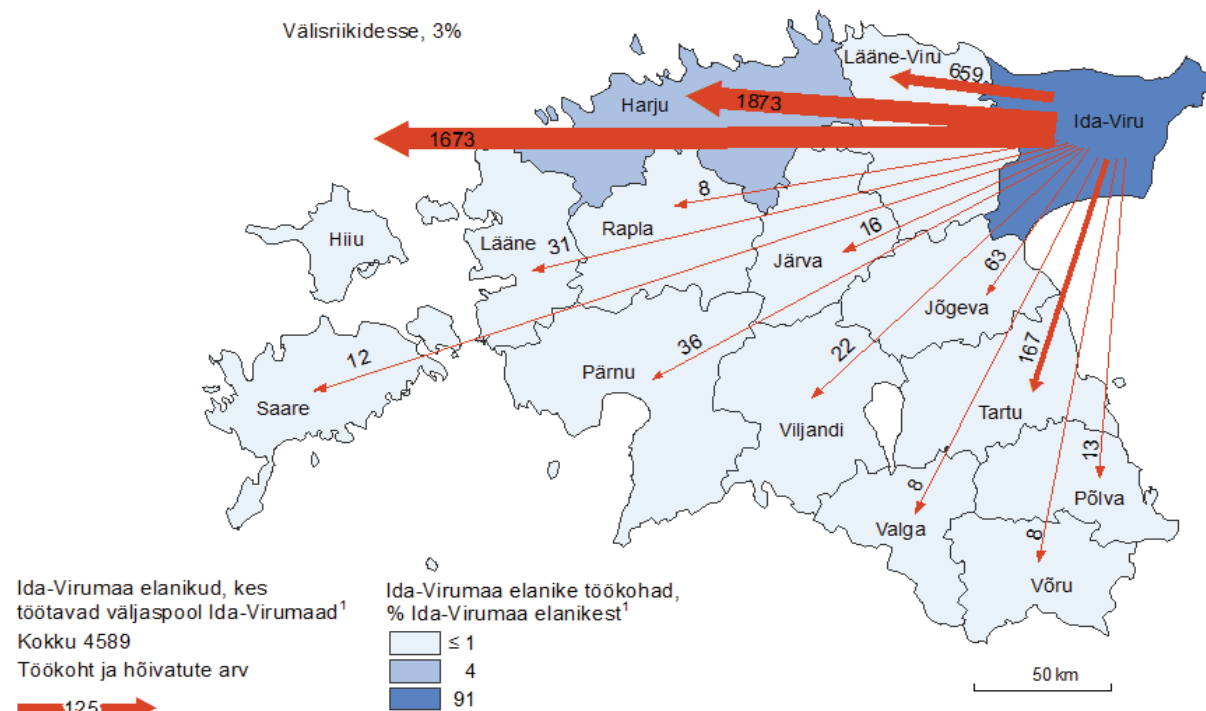 Välisriikidesse, 3%
Lääne-Viru
659
Harju
1873
Ida-Viru
1673
8
Hiiu
Lääne
31
Rapla
16
Järva
63
Jõgeva
12
Saare
36
Pärnu
22
Viljandi
167
Tartu
13
Põlva
8
Valga
8
Võru
Ida-Virumaa elanikud, kes
töötavad väljaspool Ida-Virumaad¹
Kokku 4589
Töökoht ja hõivatute arv
125
Ida-Virumaa elanike töökohad,
% Ida-Virumaa elanikest¹
≤ 1
4
91
50 km